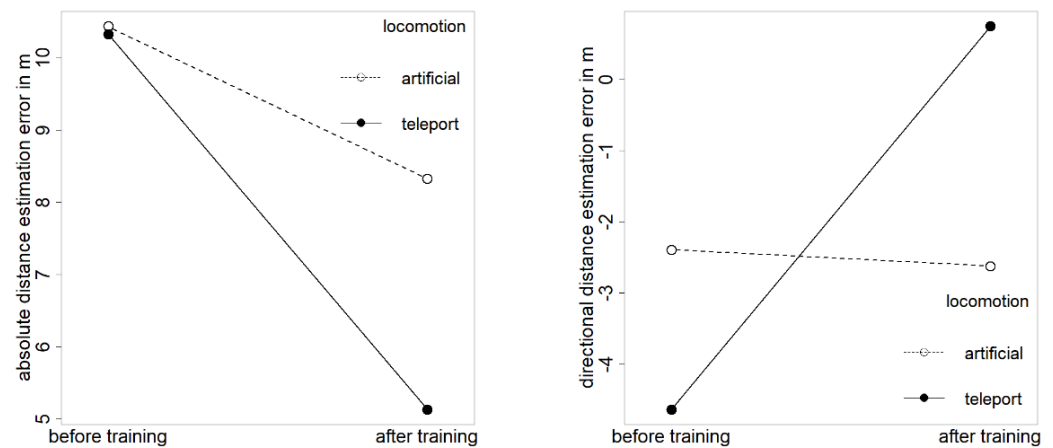 absolute distance estimation error in m
10
9
8
7
6
5
before training
after training
locomotion
artificial
teleport
directional distance estimation error in m
0
-1
-2
-3
-4
before training
after training
locomotion
artificial
teleport